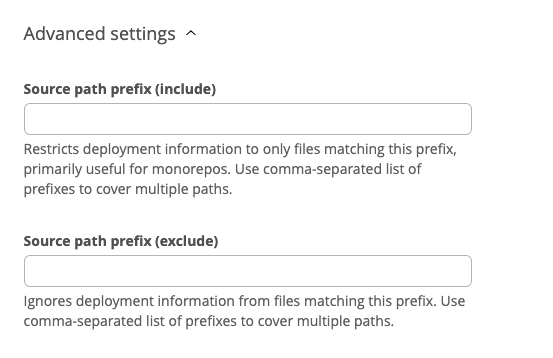 Advanced settings
Source path prefix (include)
Restricts deployment information to only files matching this prefix,
primarily useful for monorepos. Use comma-separated list of
prefixes to cover multiple paths.
Source path prefix (exclude)
Ignores deployment information from files matching this prefix. Use
comma-separated list of prefixes to cover multiple paths.